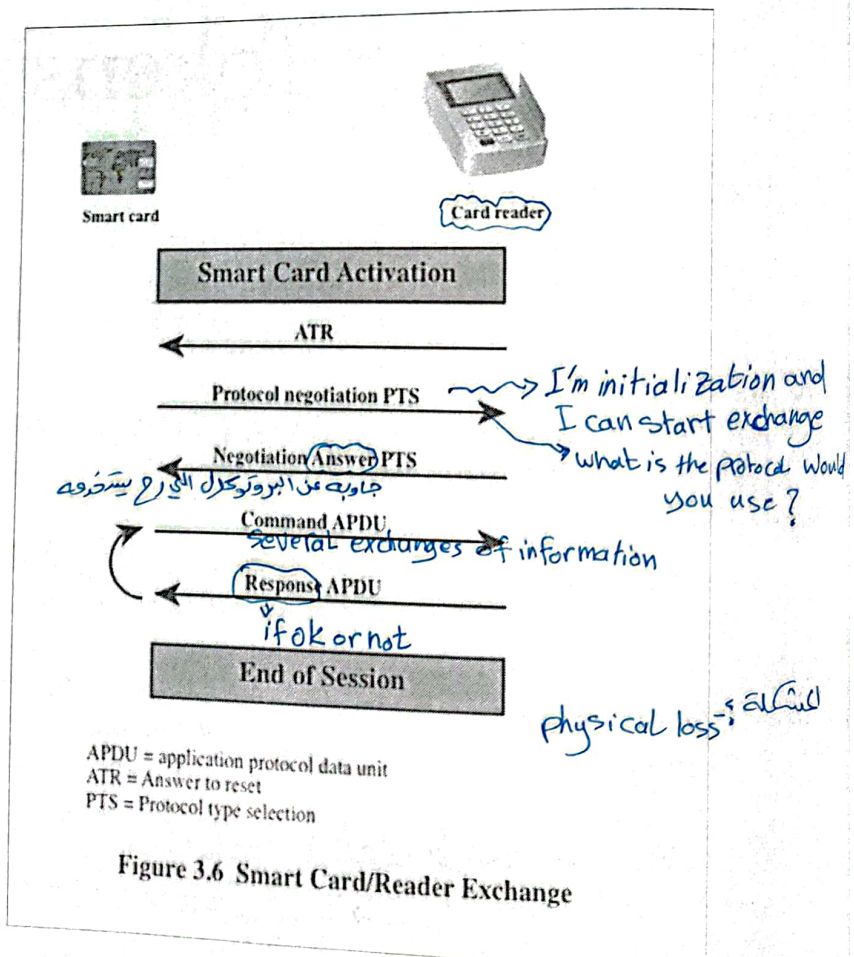 Smart card
Card reader
Smart Card Activation
ATR
Protocol negotiation PTS
I'm initialization and
I can start exchange
what is the protocol would
you use?
Negotiation Answer PTS
جاوبه عن البروتوكول الي رح يستخدمه
Command APDU
Several exchanges of information
Response APDU
if ok or not
End of Session
المشكلة:
physical loss
APDU = application protocol data unit
ATR = Answer to reset
PTS = Protocol type selection
Figure 3.6 Smart Card/Reader Exchange